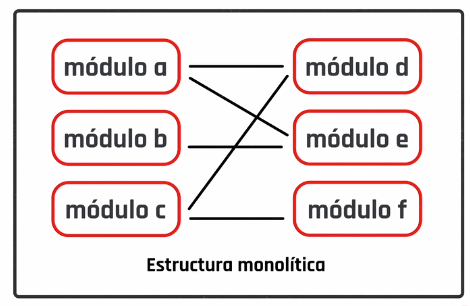 módulo a
módulo d
módulo b
módulo e
módulo c
módulo f
Estructura monolítica